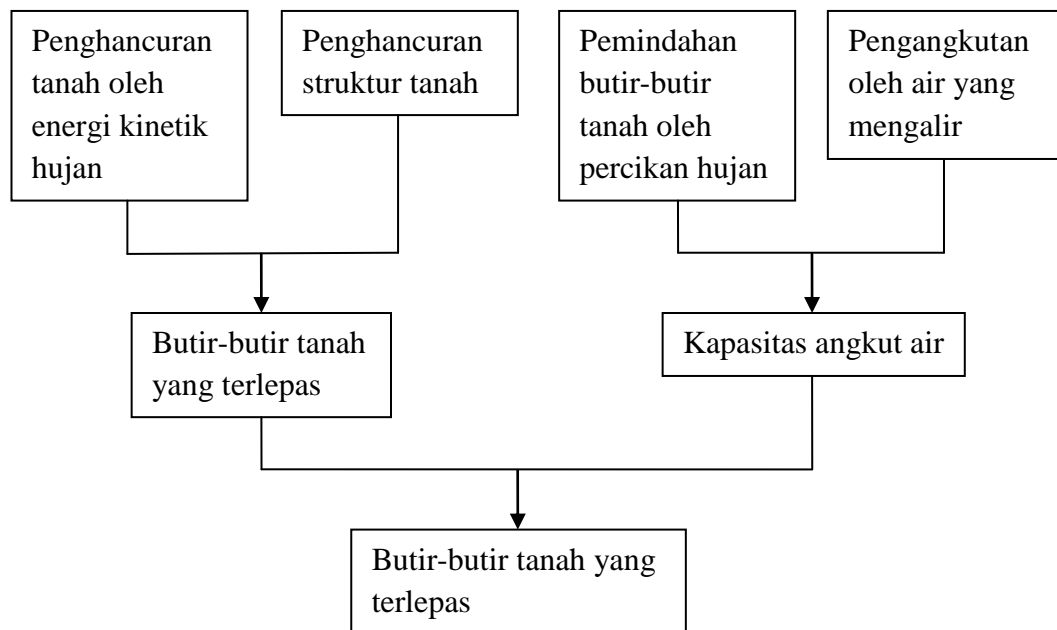 Penghancuran
tanah oleh
energi kinetik
hujan
Penghancuran
struktur tanah
Pemindahan
butir-butir
tanah oleh
percikan hujan
Pengangkutan
oleh air yang
mengalir
Butir-butir tanah
yang terlepas
Kapasitas angkut air
Butir-butir tanah yang
terlepas